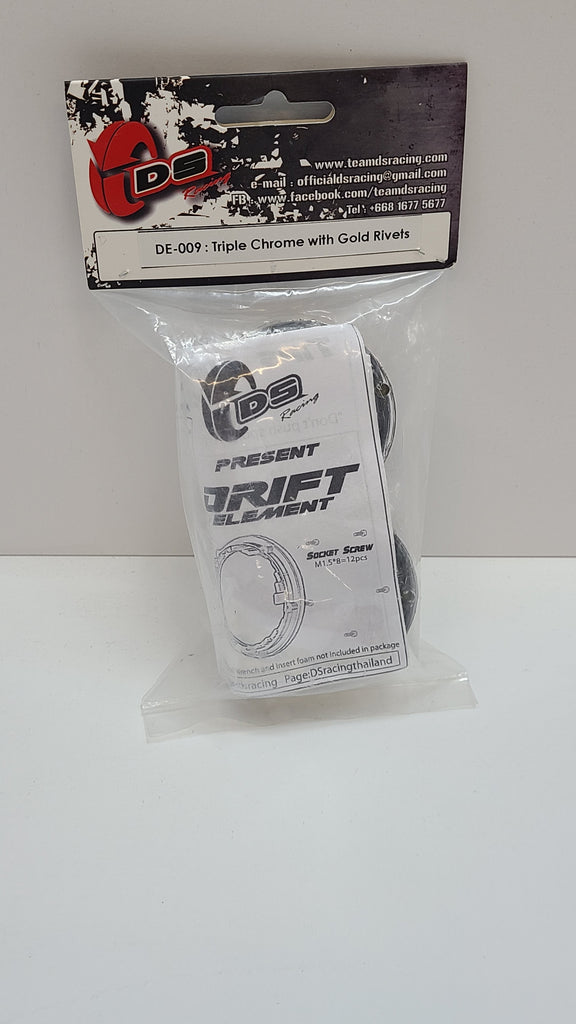 DS
Racing
www.teamdsracing.com
e-mail : officialdsracing@gmail.com
FB : www.facebook.com/teamdsracing
Tel : +668 1677 5677
DE-009 : Triple Chrome with Gold Rivets
DS
Racing
"Don't push
PRESENT
DRIFT
ELEMENT
SOCKET SCREW
M1.5*8=12pcs
and insert foam not included in package
Page:DSracingthailand